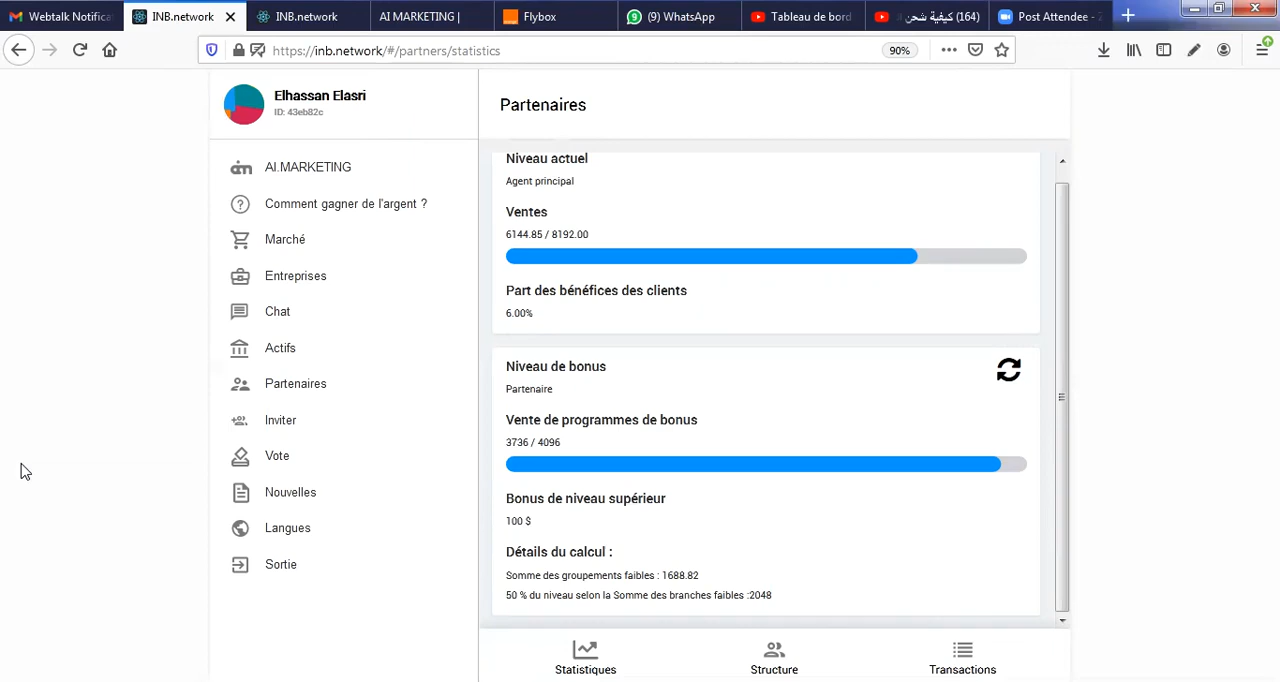 Webtalk Notifica
INB.network
INB.network
AI MARKETING |
Flybox
(9) WhatsApp
Tableau de bord
(164) كيفية شحن
Post Attendee - Z
https://inb.network/#/partners/statistics
90%
Elhassan Elasri
ID: 43eb82c
AI.MARKETING
Comment gagner de l'argent ?
Marché
Entreprises
Chat
Actifs
Partenaires
Inviter
Vote
Nouvelles
Langues
Sortie
Partenaires
Niveau actuel
Agent principal
Ventes
6144.85 / 8192.00
Part des bénéfices des clients
6.00%
Niveau de bonus
Partenaire
Vente de programmes de bonus
3736 / 4096
Bonus de niveau supérieur
100 $
Détails du calcul :
Somme des groupements faibles : 1688.82
50 % du niveau selon la Somme des branches faibles :2048
Statistiques
Structure
Transactions